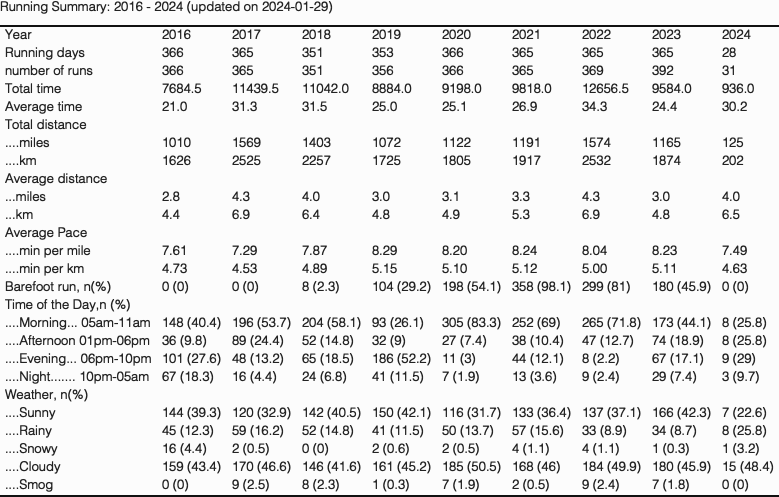 Running Summary: 2016 - 2024 (updated on 2024-01-29)
Year 2016 2017 2018 2019 2020 2021 2022 2023 2024
Running days 366 365 351 353 366 365 365 365 28
number of runs 366 365 351 356 366 365 369 392 31
Total time 7684.5 11439.5 11042.0 8884.0 9198.0 9818.0 12656.5 9584.0 936.0
Average time 21.0 31.3 31.5 25.0 25.1 26.9 34.3 24.4 30.2
Total distance
....miles 1010 1569 1403 1072 1122 1191 1574 1165 125
....km 1626 2525 2257 1725 1805 1917 2532 1874 202
Average distance
...miles 2.8 4.3 4.0 3.0 3.1 3.3 4.3 3.0 4.0
...km 4.4 6.9 6.4 4.8 4.9 5.3 6.9 4.8 6.5
Average Pace
....min per mile 7.61 7.29 7.87 8.29 8.20 8.24 8.04 8.23 7.49
....min per km 4.73 4.53 4.89 5.15 5.10 5.12 5.00 5.11 4.63
Barefoot run, n(%) 0 (0) 0 (0) 8 (2.3) 104 (29.2) 198 (54.1) 358 (98.1) 299 (81) 180 (45.9) 0 (0)
Time of the Day,n (%)
....Morning... 05am-11am 148 (40.4) 196 (53.7) 204 (58.1) 93 (26.1) 305 (83.3) 252 (69) 265 (71.8) 173 (44.1) 8 (25.8)
....Afternoon 01pm-06pm 36 (9.8) 89 (24.4) 52 (14.8) 32 (9) 27 (7.4) 38 (10.4) 47 (12.7) 74 (18.9) 8 (25.8)
....Evening... 06pm-10pm 101 (27.6) 48 (13.2) 65 (18.5) 186 (52.2) 11 (3) 44 (12.1) 8 (2.2) 67 (17.1) 9 (29)
....Night....... 10pm-05am 67 (18.3) 16 (4.4) 24 (6.8) 41 (11.5) 7 (1.9) 13 (3.6) 9 (2.4) 29 (7.4) 3 (9.7)
Weather, n(%)
....Sunny 144 (39.3) 120 (32.9) 142 (40.5) 150 (42.1) 116 (31.7) 133 (36.4) 137 (37.1) 166 (42.3) 7 (22.6)
....Rainy 45 (12.3) 59 (16.2) 52 (14.8) 41 (11.5) 50 (13.7) 57 (15.6) 33 (8.9) 34 (8.7) 8 (25.8)
....Snowy 16 (4.4) 2 (0.5) 0 (0) 2 (0.6) 2 (0.5) 4 (1.1) 4 (1.1) 1 (0.3) 1 (3.2)
....Cloudy 159 (43.4) 170 (46.6) 146 (41.6) 161 (45.2) 185 (50.5) 168 (46) 184 (49.9) 180 (45.9) 15 (48.4)
....Smog 0 (0) 9 (2.5) 8 (2.3) 1 (0.3) 7 (1.9) 2 (0.5) 9 (2.4) 7 (1.8) 0 (0)